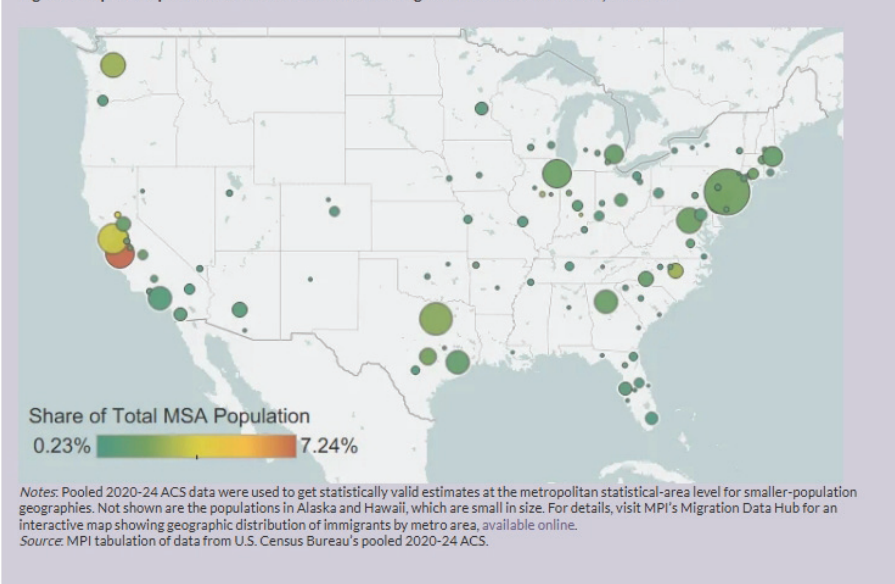 Share of Total MSA Population
0.23% 7.24%
Notes: Pooled 2020-24 ACS data were used to get statistically valid estimates at the metropolitan statistical-area level for smaller-population
geographies. Not shown are the populations in Alaska and Hawaii, which are small in size. For details, visit MPI's Migration Data Hub for an
interactive map showing geographic distribution of immigrants by metro area, available online.
Source: MPI tabulation of data from U.S. Census Bureau's pooled 2020-24 ACS.